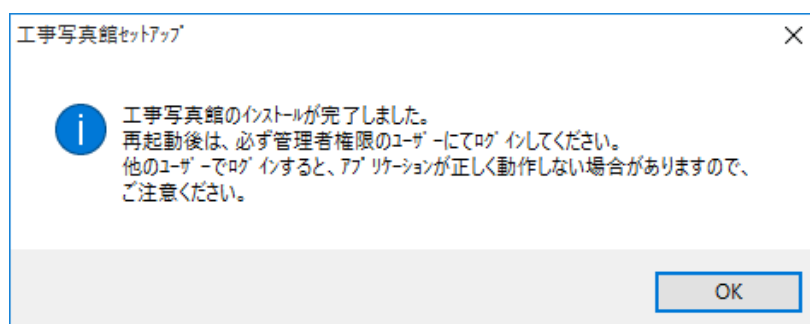 工事写真館ｾｯﾄｱｯﾌﾟ
工事写真館のｲﾝｽﾄｰﾙが完了しました。
再起動後は、必ず管理者権限のﾕｰｻﾞｰにてﾛｸﾞｲﾝしてください。
他のﾕｰｻﾞｰでﾛｸﾞｲﾝすると、ｱﾌﾟﾘｹｰｼｮﾝが正しく動作しない場合がありますので、
ご注意ください。
OK